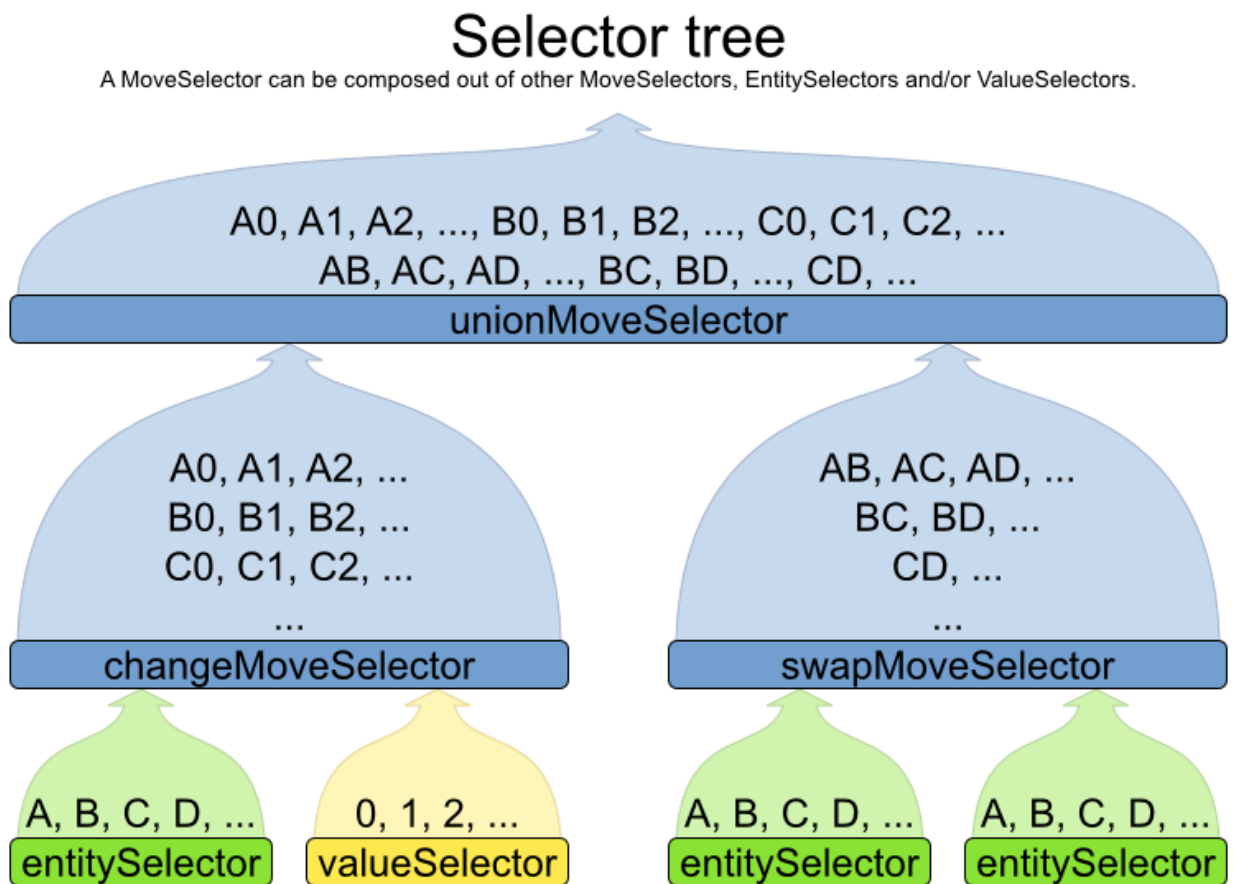 Selector tree
A MoveSelector can be composed out of other MoveSelectors, EntitySelectors and/or ValueSelectors.
A0, A1, A2, ..., B0, B1, B2, ..., C0, C1, C2, ...
AB, AC, AD, ..., BC, BD, ..., CD, ...
unionMoveSelector
A0, A1, A2, ...
B0, B1, B2, ...
C0, C1, C2, ...
...
changeMoveSelector
AB, AC, AD, ...
BC, BD, ...
CD, ...
...
swapMoveSelector
A, B, C, D, ...
entitySelector
0, 1, 2, ...
valueSelector
A, B, C, D, ...
entitySelector
A, B, C, D, ...
entitySelector